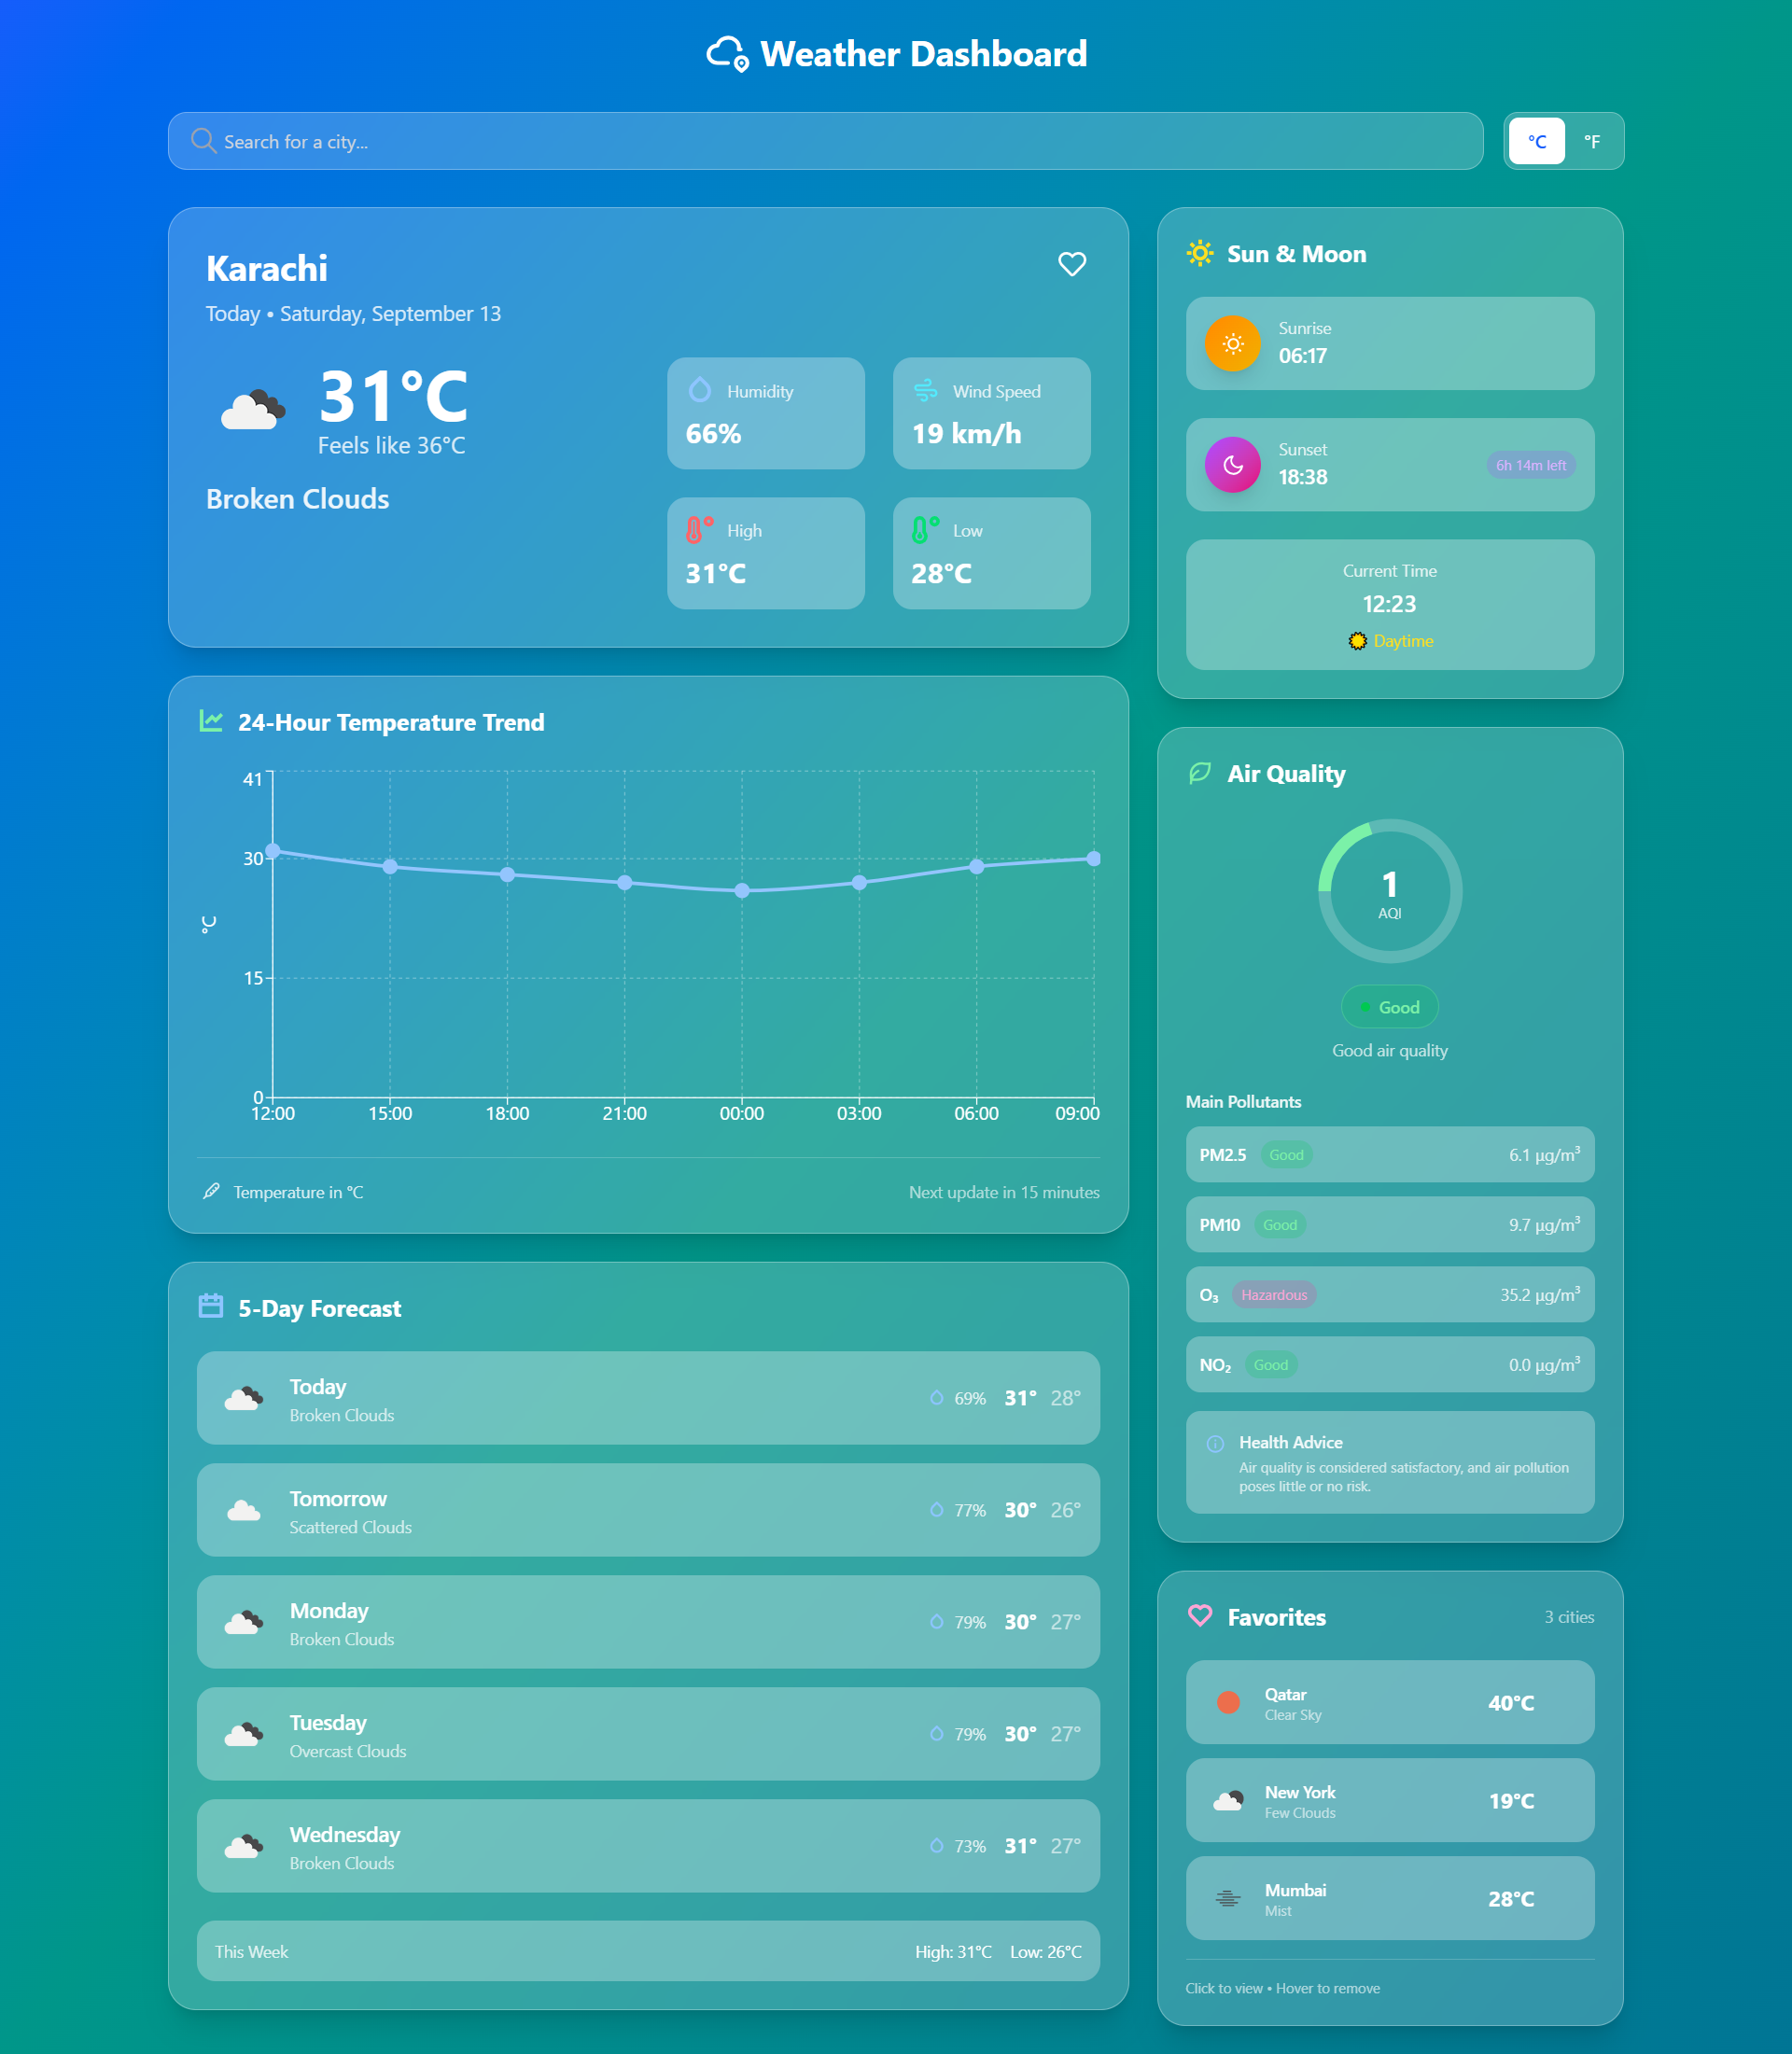 Weather Dashboard
Search for a city...
°C
°F
Karachi
Today • Saturday, September 13
31°C
Feels like 36°C
Broken Clouds
Humidity
66%
Wind Speed
19 km/h
High
31°C
Low
28°C
Sun & Moon
Sunrise
06:17
Sunset
18:38
6h 14m left
Current Time
12:23
Daytime
24-Hour Temperature Trend
41
30
15
0
°C
12:00 15:00 18:00 21:00 00:00 03:00 06:00 09:00
Temperature in °C
Next update in 15 minutes
Air Quality
1
AQI
Good
Good air quality
Main Pollutants
PM2.5 Good 6.1 µg/m³
PM10 Good 9.7 µg/m³
O₃ Hazardous 35.2 µg/m³
NO₂ Good 0.0 µg/m³
Health Advice
Air quality is considered satisfactory, and air pollution
poses little or no risk.
5-Day Forecast
Today
Broken Clouds
69% 31° 28°
Tomorrow
Scattered Clouds
77% 30° 26°
Monday
Broken Clouds
79% 30° 27°
Tuesday
Overcast Clouds
79% 30° 27°
Wednesday
Broken Clouds
73% 31° 27°
This Week
High: 31°C Low: 26°C
Favorites
3 cities
Qatar
Clear Sky
40°C
New York
Few Clouds
19°C
Mumbai
Mist
28°C
Click to view • Hover to remove